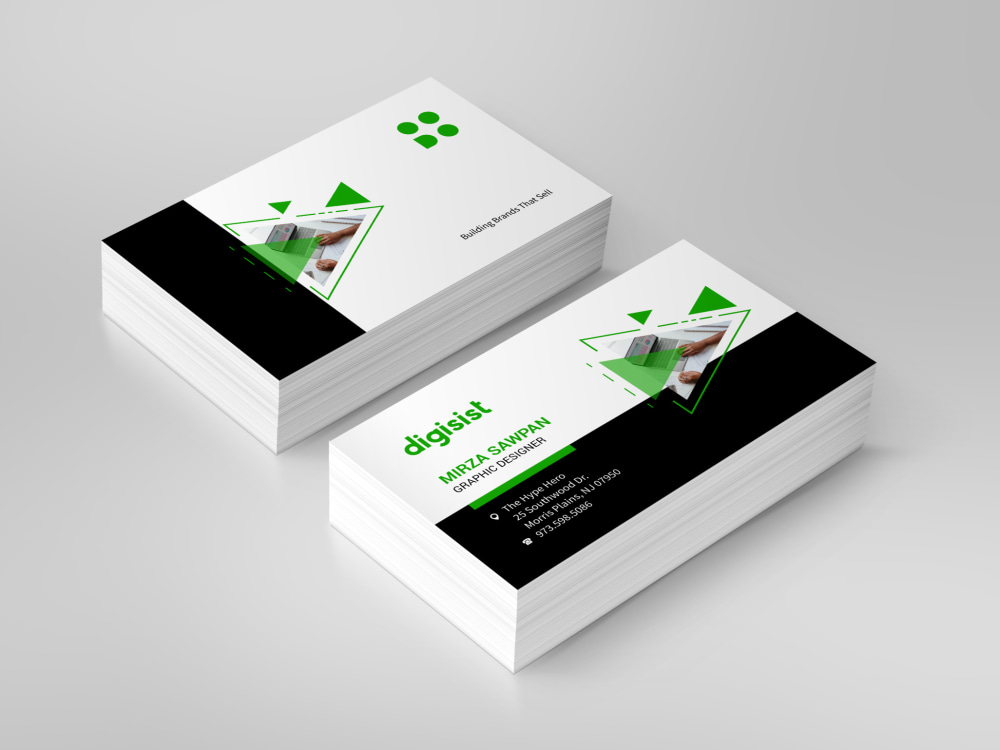 Building Brands That Sell
digisist
MIRZA SAWPAN
GRAPHIC DESIGNER
The Hype Hero
25 Southwood Dr.
Morris Plains, NJ 07950
973.598.5086